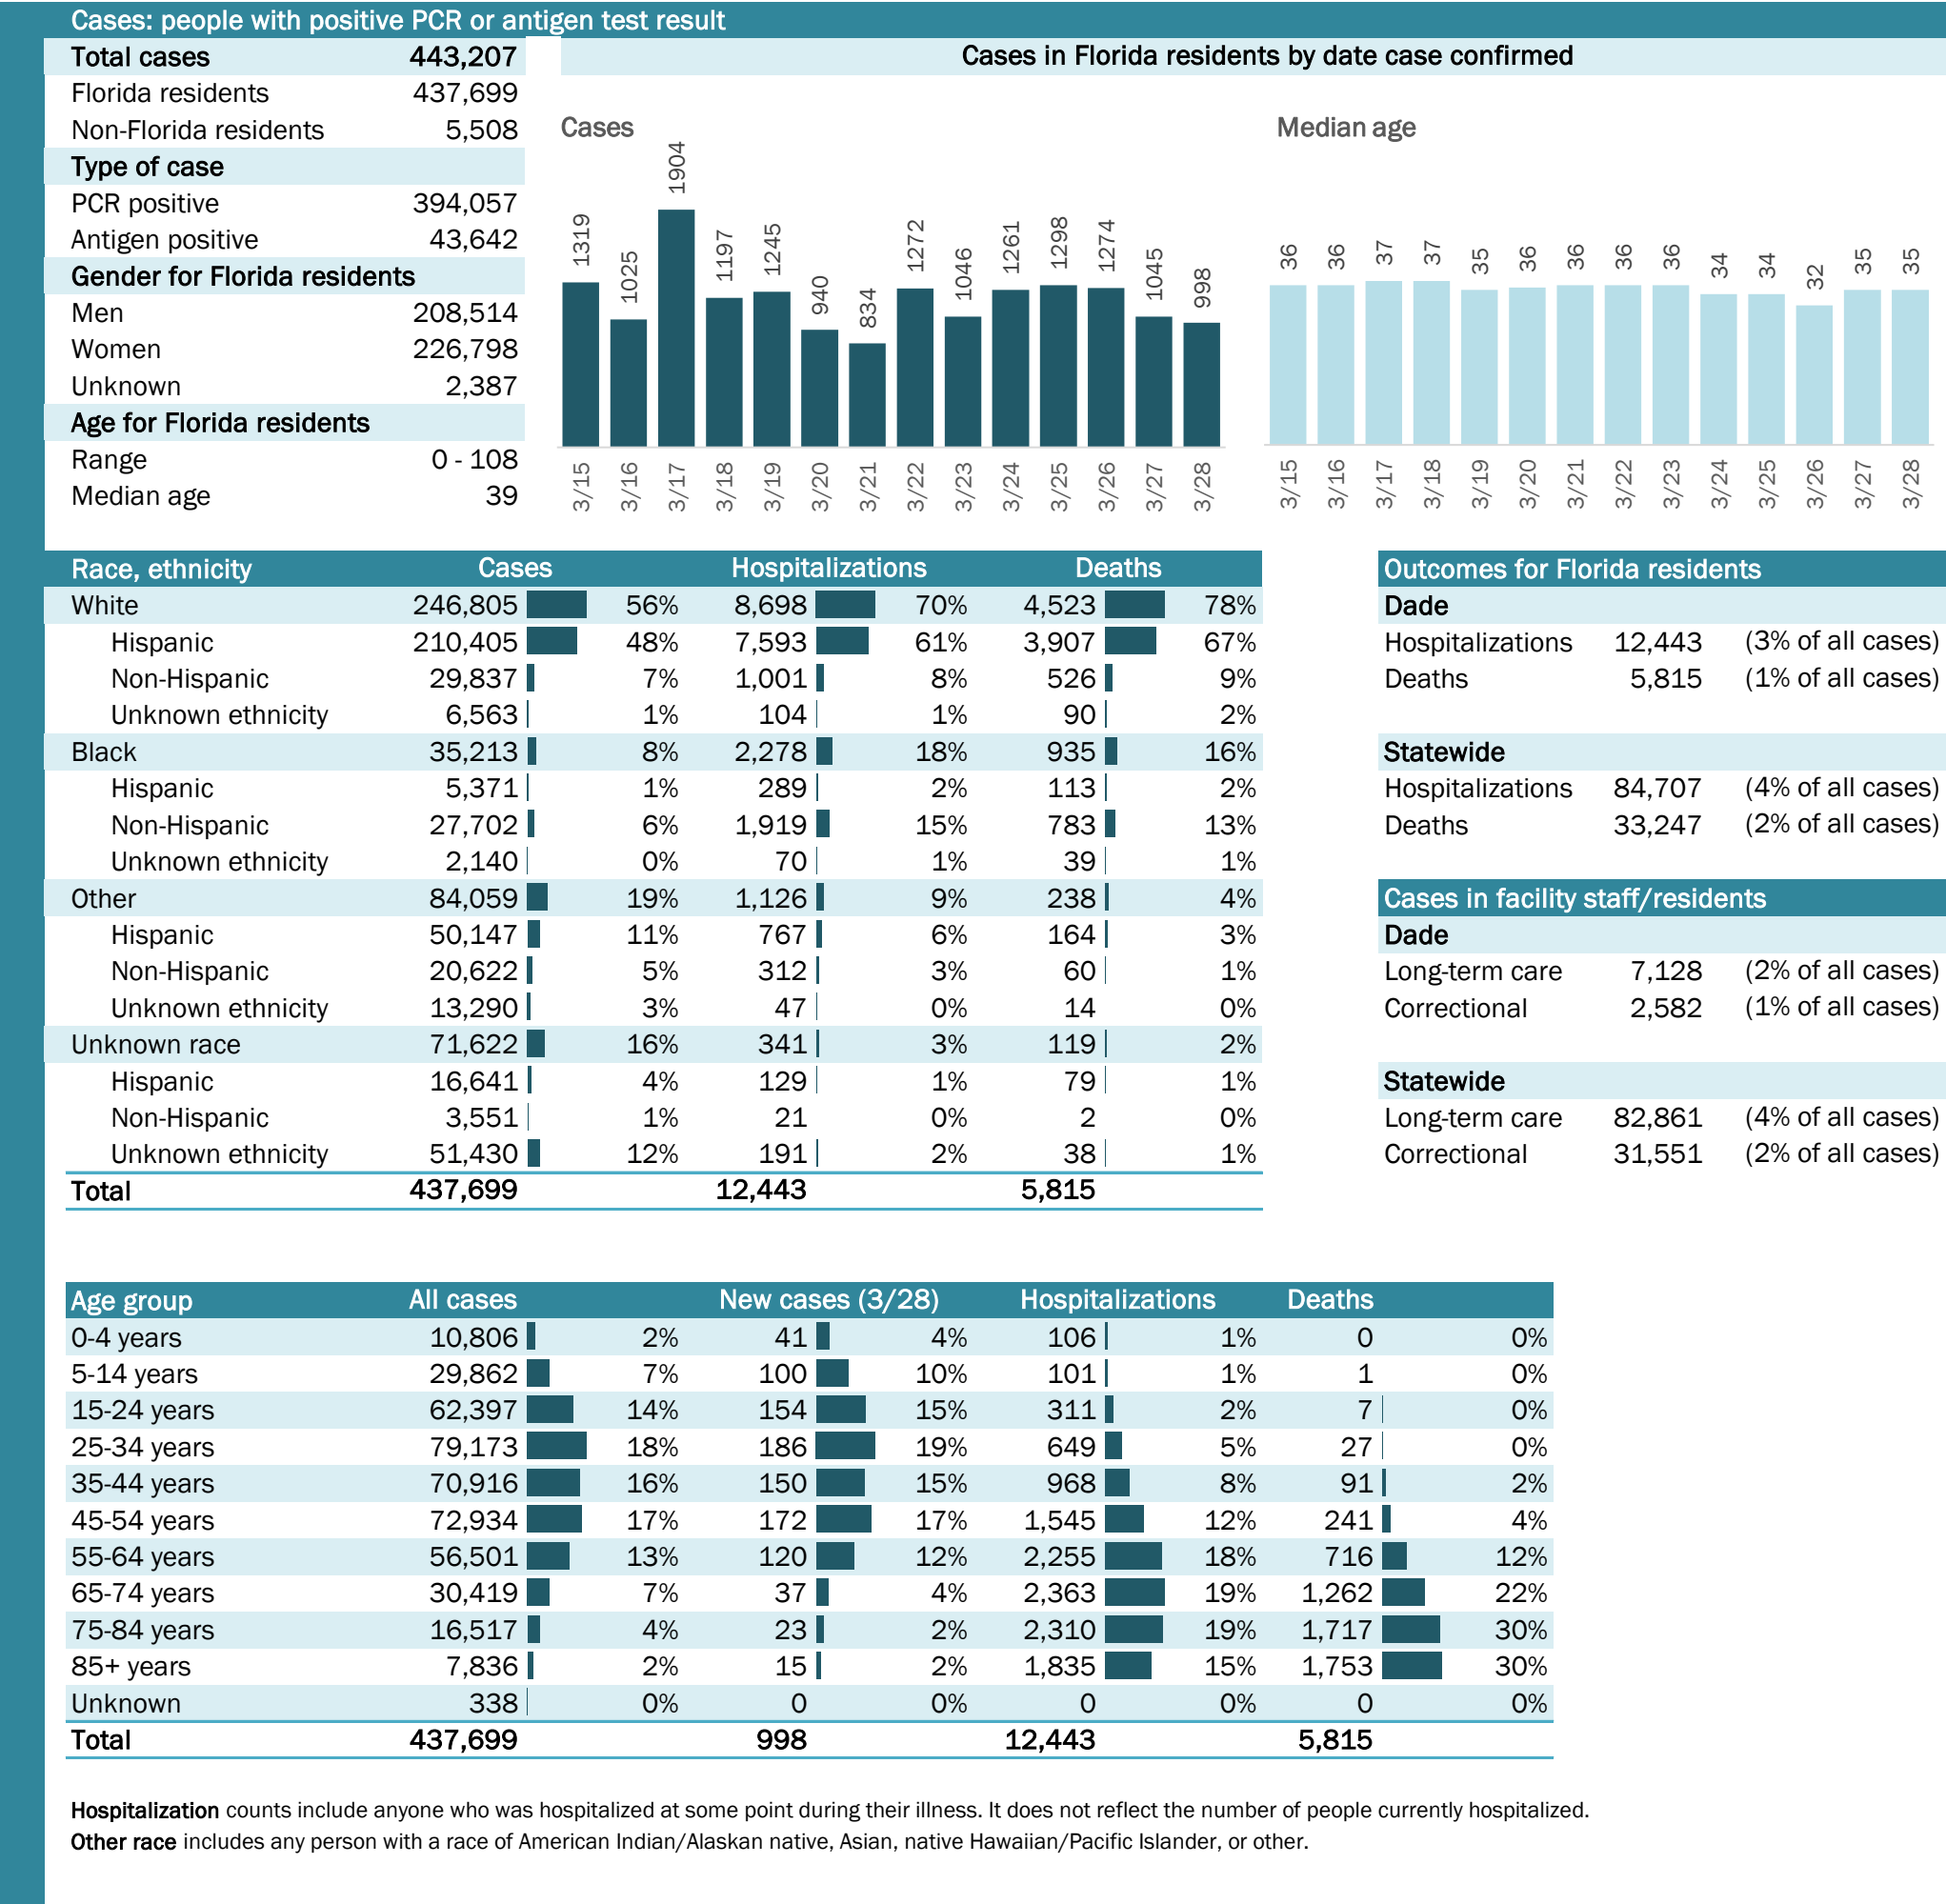 Cases: people with positive PCR or antigen test result
Total cases 443,207
Florida residents 437,699
Non-Florida residents 5,508
Type of case
PCR positive 394,057
Antigen positive 43,642
Gender for Florida residents
Men 208,514
Women 226,798
Unknown 2,387
Age for Florida residents
Range 0 - 108
Median age 39
Cases in Florida residents by date case confirmed
Cases
1319 1025 1904 1197 1245 940 834 1272 1046 1261 1298 1274 1045 998
3/15 3/16 3/17 3/18 3/19 3/20 3/21 3/22 3/23 3/24 3/25 3/26 3/27 3/28
Median age
36 36 37 37 35 36 36 36 36 34 34 32 35 35
3/15 3/16 3/17 3/18 3/19 3/20 3/21 3/22 3/23 3/24 3/25 3/26 3/27 3/28
Race, ethnicity Cases Hospitalizations Deaths
White 246,805 56% 8,698 70% 4,523 78%
Hispanic 210,405 48% 7,593 61% 3,907 67%
Non-Hispanic 29,837 7% 1,001 8% 526 9%
Unknown ethnicity 6,563 1% 104 1% 90 2%
Black 35,213 8% 2,278 18% 935 16%
Hispanic 5,371 1% 289 2% 113 2%
Non-Hispanic 27,702 6% 1,919 15% 783 13%
Unknown ethnicity 2,140 0% 70 1% 39 1%
Other 84,059 19% 1,126 9% 238 4%
Hispanic 50,147 11% 767 6% 164 3%
Non-Hispanic 20,622 5% 312 3% 60 1%
Unknown ethnicity 13,290 3% 47 0% 14 0%
Unknown race 71,622 16% 341 3% 119 2%
Hispanic 16,641 4% 129 1% 79 1%
Non-Hispanic 3,551 1% 21 0% 2 0%
Unknown ethnicity 51,430 12% 191 2% 38 1%
Total 437,699 12,443 5,815
Outcomes for Florida residents
Dade
Hospitalizations 12,443 (3% of all cases)
Deaths 5,815 (1% of all cases)
Statewide
Hospitalizations 84,707 (4% of all cases)
Deaths 33,247 (2% of all cases)
Cases in facility staff/residents
Dade
Long-term care 7,128 (2% of all cases)
Correctional 2,582 (1% of all cases)
Statewide
Long-term care 82,861 (4% of all cases)
Correctional 31,551 (2% of all cases)
Age group All cases New cases (3/28) Hospitalizations Deaths
0-4 years 10,806 2% 41 4% 106 1% 0 0%
5-14 years 29,862 7% 100 10% 101 1% 1 0%
15-24 years 62,397 14% 154 15% 311 2% 7 0%
25-34 years 79,173 18% 186 19% 649 5% 27 0%
35-44 years 70,916 16% 150 15% 968 8% 91 2%
45-54 years 72,934 17% 172 17% 1,545 12% 241 4%
55-64 years 56,501 13% 120 12% 2,255 18% 716 12%
65-74 years 30,419 7% 37 4% 2,363 19% 1,262 22%
75-84 years 16,517 4% 23 2% 2,310 19% 1,717 30%
85+ years 7,836 2% 15 2% 1,835 15% 1,753 30%
Unknown 338 0% 0 0% 0 0% 0 0%
Total 437,699 998 12,443 5,815
Hospitalization counts include anyone who was hospitalized at some point during their illness. It does not reflect the number of people currently hospitalized.
Other race includes any person with a race of American Indian/Alaskan native, Asian, native Hawaiian/Pacific Islander, or other.